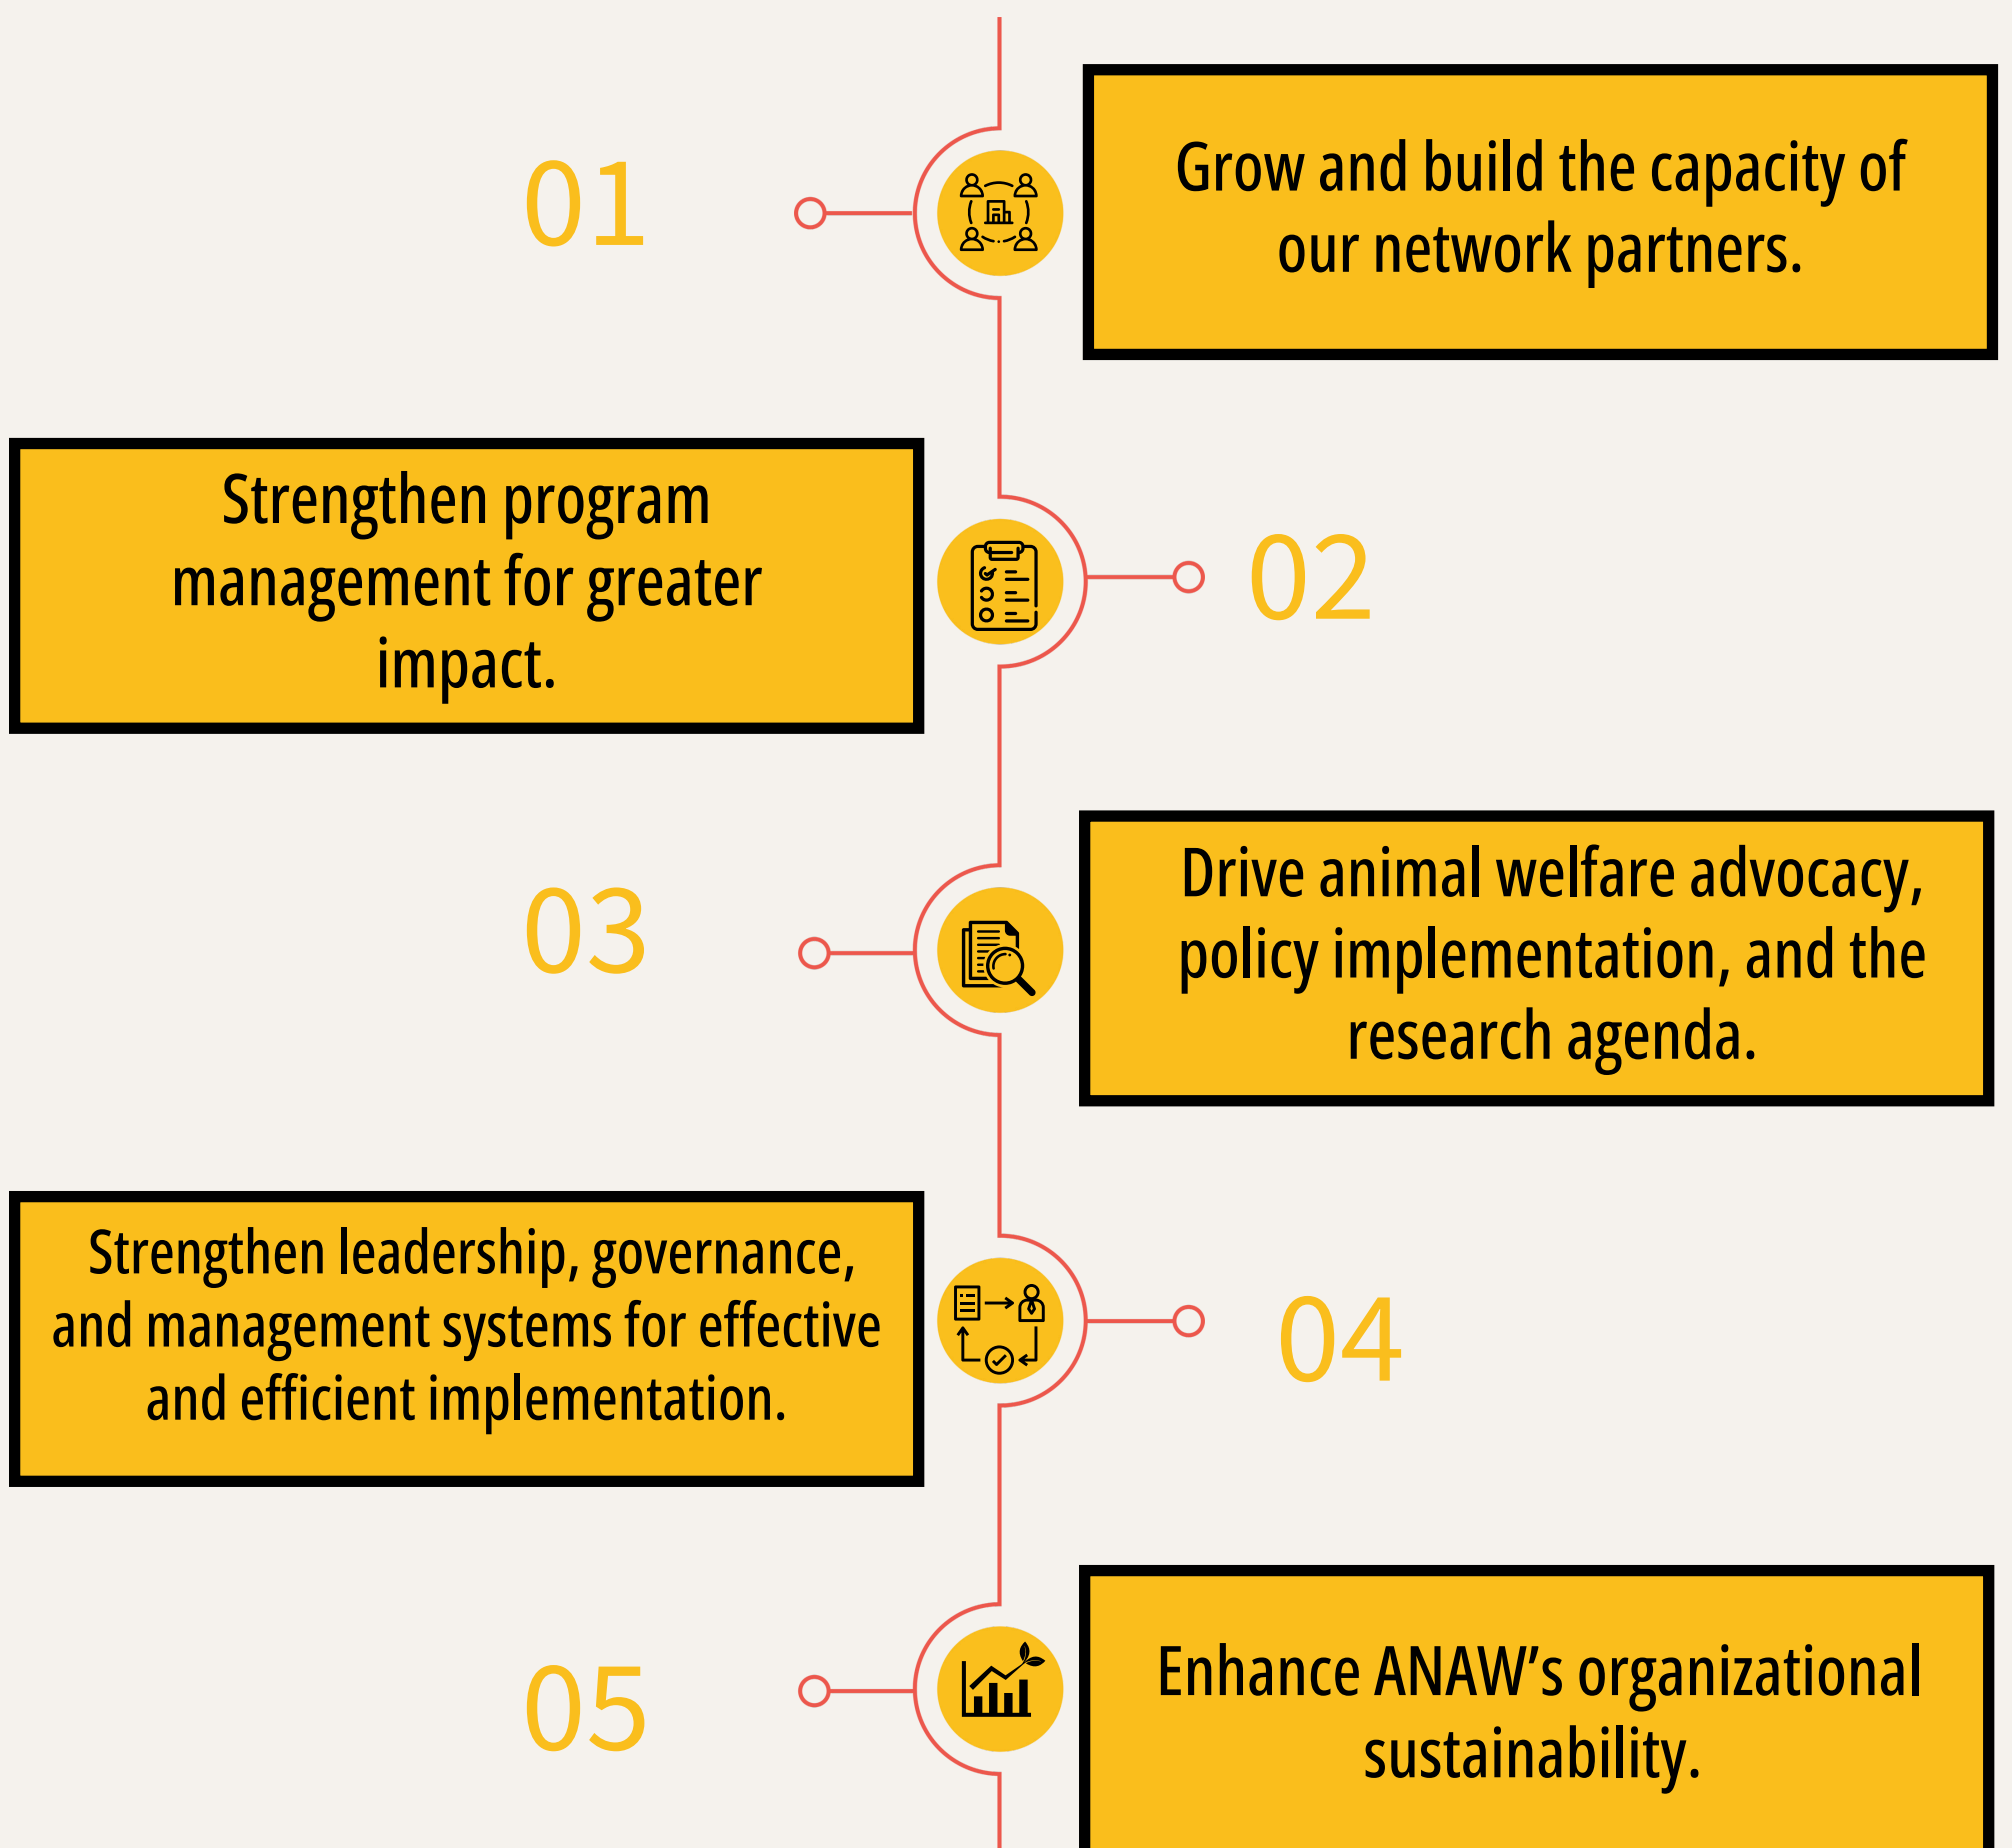 01
Grow and build the capacity of
our network partners.
Strengthen program
management for greater
impact.
02
03
Drive animal welfare advocacy,
policy implementation, and the
research agenda.
Strengthen leadership, governance,
and management systems for effective
and efficient implementation.
04
05
Enhance ANAW’s organizational
sustainability.